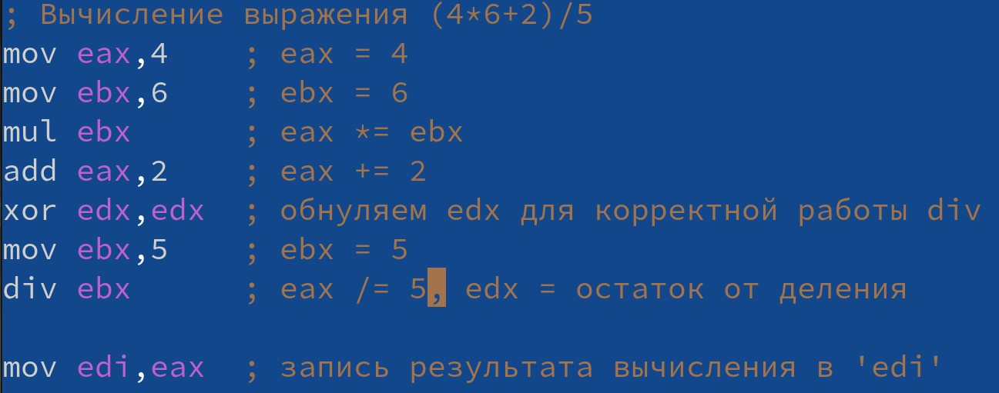 ; Вычисление выражения (4*6+2)/5
mov eax,4 ; eax = 4
mov ebx,6 ; ebx = 6
mul ebx ; eax *= ebx
add eax,2 ; eax += 2
xor edx,edx ; обнуляем edx для корректной работы div
mov ebx,5 ; ebx = 5
div ebx ; eax /= 5, edx = остаток от деления
mov edi,eax ; запись результата вычисления в 'edi'